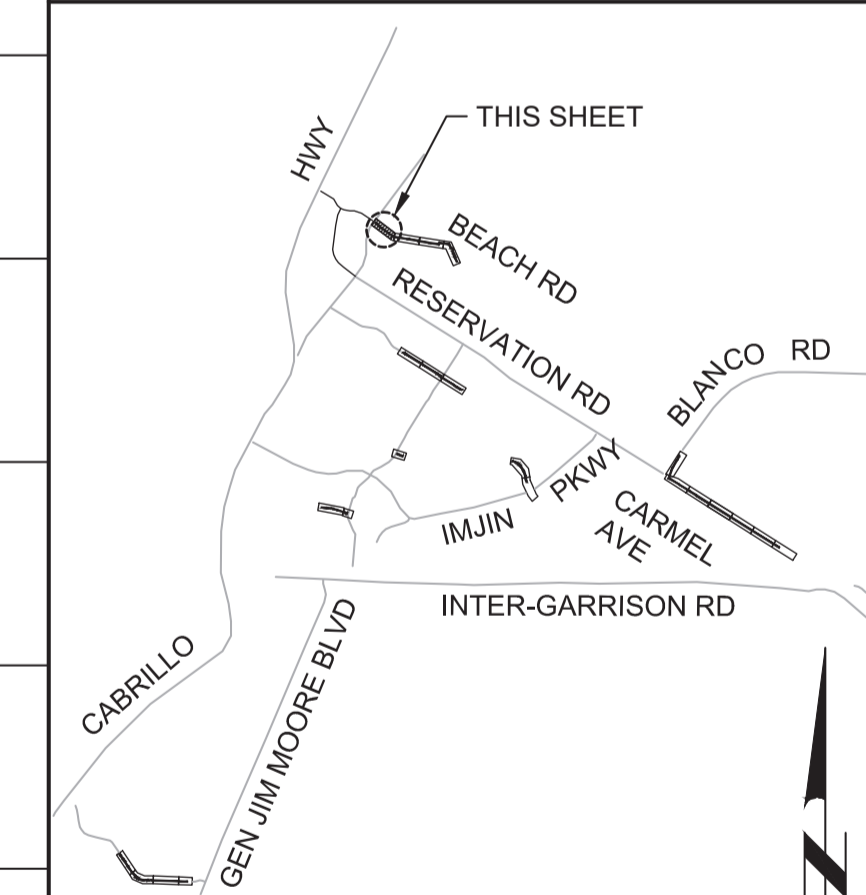 THIS SHEET
HWY
BEACH RD
RESERVATION RD
BLANCO RD
PKWY
CARMEL
AVE
IMJIN
INTER-GARRISON RD
CABRILLO
GEN JIM MOORE BLVD